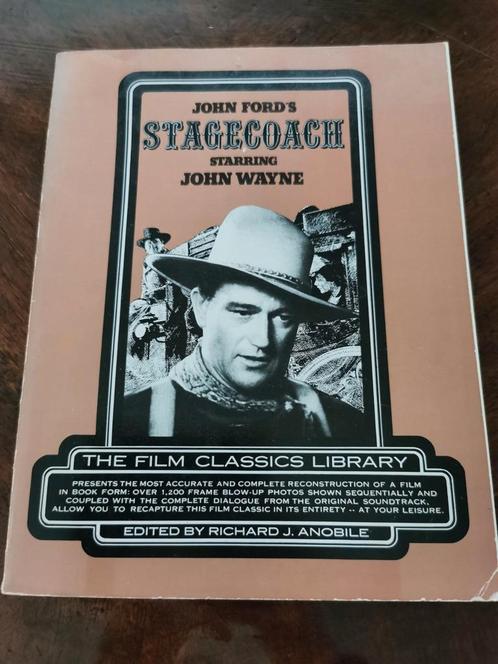 JOHN FORD'S
STAGECOACH
STARRING
JOHN WAYNE
THE FILM CLASSICS LIBRARY
PRESENTS THE MOST ACCURATE AND COMPLETE RECONSTRUCTION OF A FILM
IN BOOK FORM: OVER 1,200 FRAME BLOW-UP PHOTOS SHOWN SEQUENTIALLY AND
COUPLED WITH THE COMPLETE DIALOGUE FROM THE ORIGINAL SOUNDTRACK,
ALLOW YOU TO RECAPTURE THIS FILM CLASSIC IN ITS ENTIRETY -- AT YOUR LEISURE.
EDITED BY RICHARD J. ANOBILE